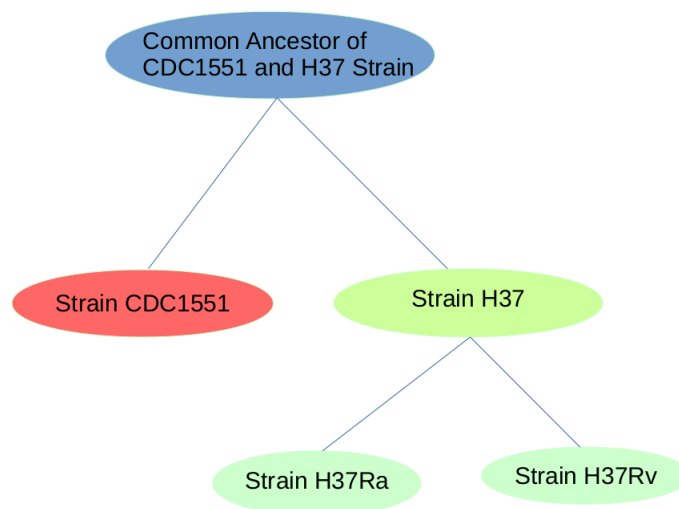 Common Ancestor of
CDC1551 and H37 Strain
Strain CDC1551
Strain H37
Strain H37Ra
Strain H37Rv